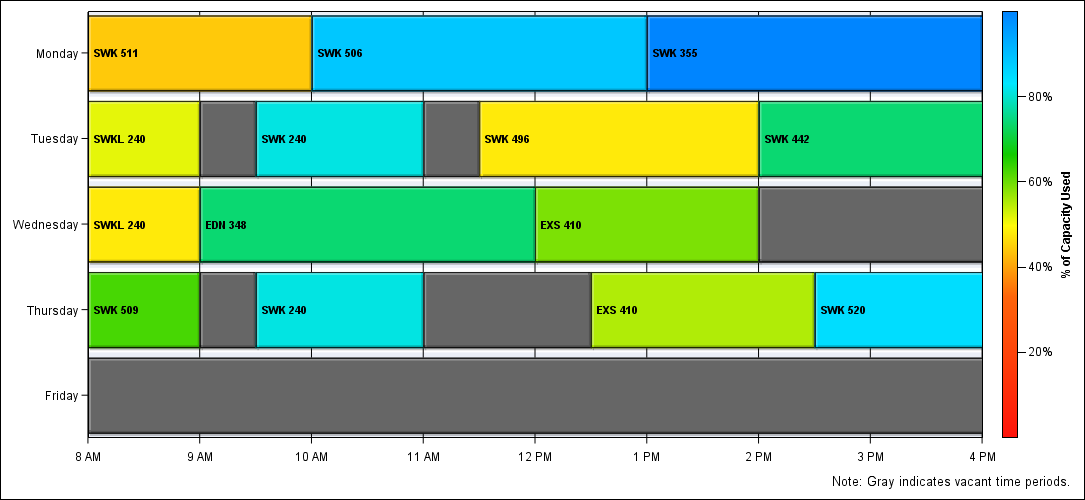 Monday
SWK 511
SWK 506
SWK 355
Tuesday
SWKL 240
SWK 240
SWK 496
SWK 442
Wednesday
SWKL 240
EDN 348
EXS 410
Thursday
SWK 509
SWK 240
EXS 410
SWK 520
Friday
8 AM
9 AM
10 AM
11 AM
12 PM
1 PM
2 PM
3 PM
4 PM
80%
60%
40%
20%
% of Capacity Used
Note: Gray indicates vacant time periods.